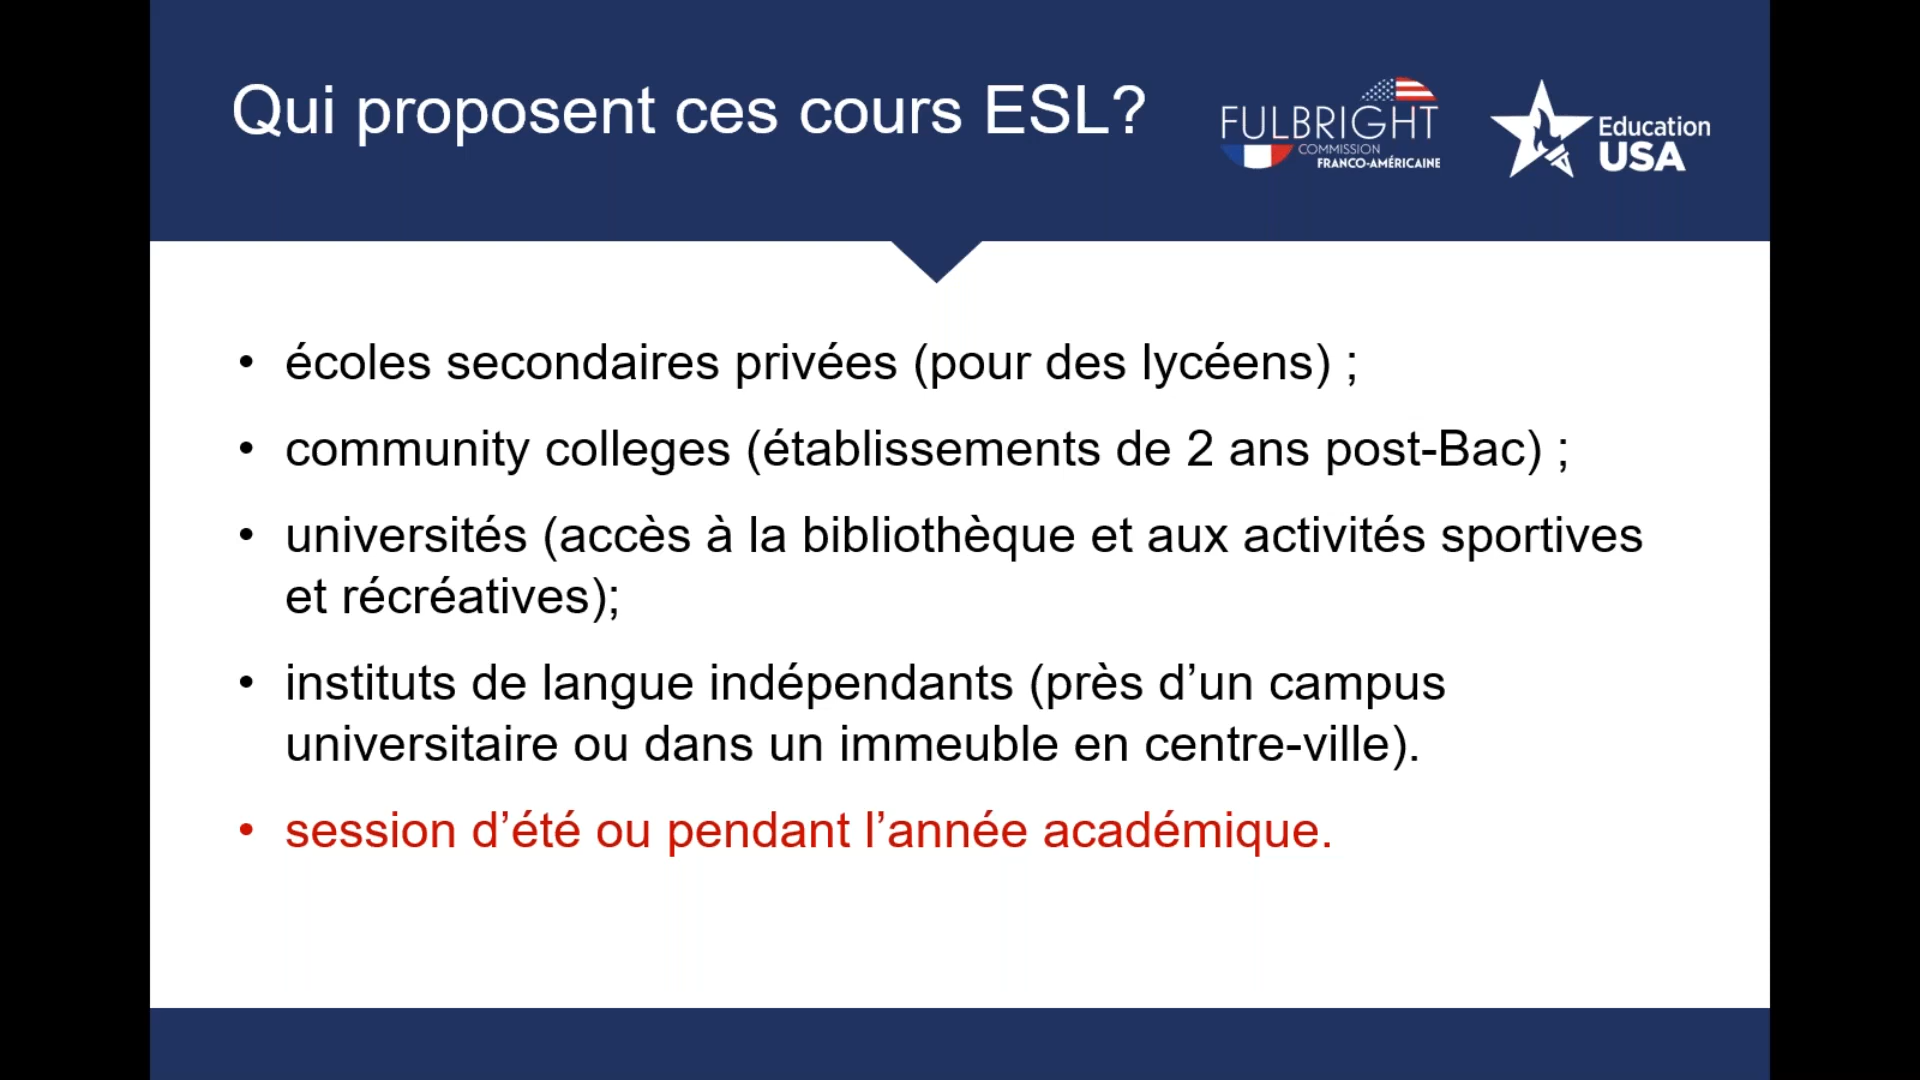 Qui proposent ces cours ESL?
FULBRIGHT
COMMISSION
FRANCO-AMÉRICAINE
Education
USA
• écoles secondaires privées (pour des lycéens) ;
• community colleges (établissements de 2 ans post-Bac) ;
• universités (accès à la bibliothèque et aux activités sportives
et récréatives);
• instituts de langue indépendants (près d’un campus
universitaire ou dans un immeuble en centre-ville).
• session d’été ou pendant l’année académique.